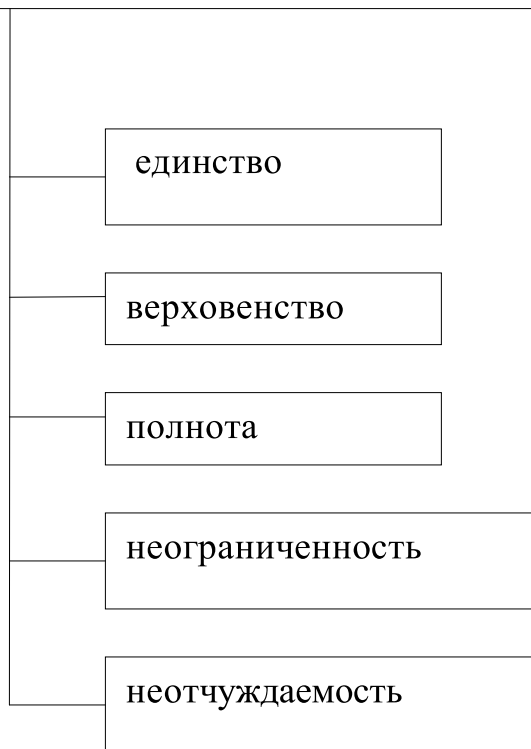 единство
верховенство
полнота
неограниченность
неотчуждаемость